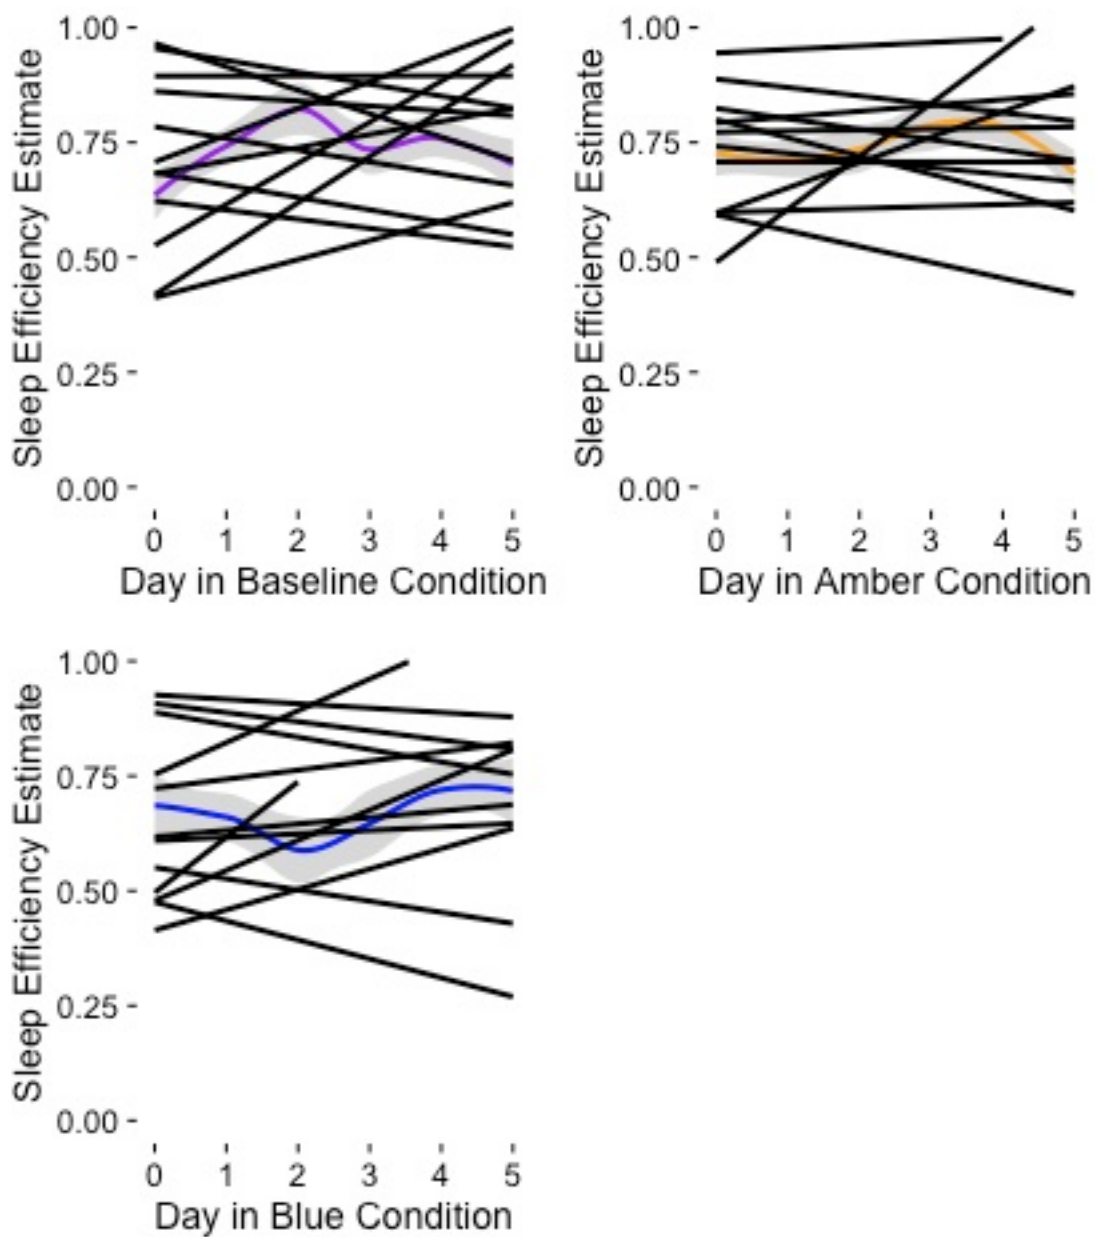 Sleep Efficiency Estimate
1.00
0.75
0.50
0.25
0.00
0 1 2 3 4 5
Day in Baseline Condition
Sleep Efficiency Estimate
1.00
0.75
0.50
0.25
0.00
0 1 2 3 4 5
Day in Amber Condition
Sleep Efficiency Estimate
1.00
0.75
0.50
0.25
0.00
0 1 2 3 4 5
Day in Blue Condition